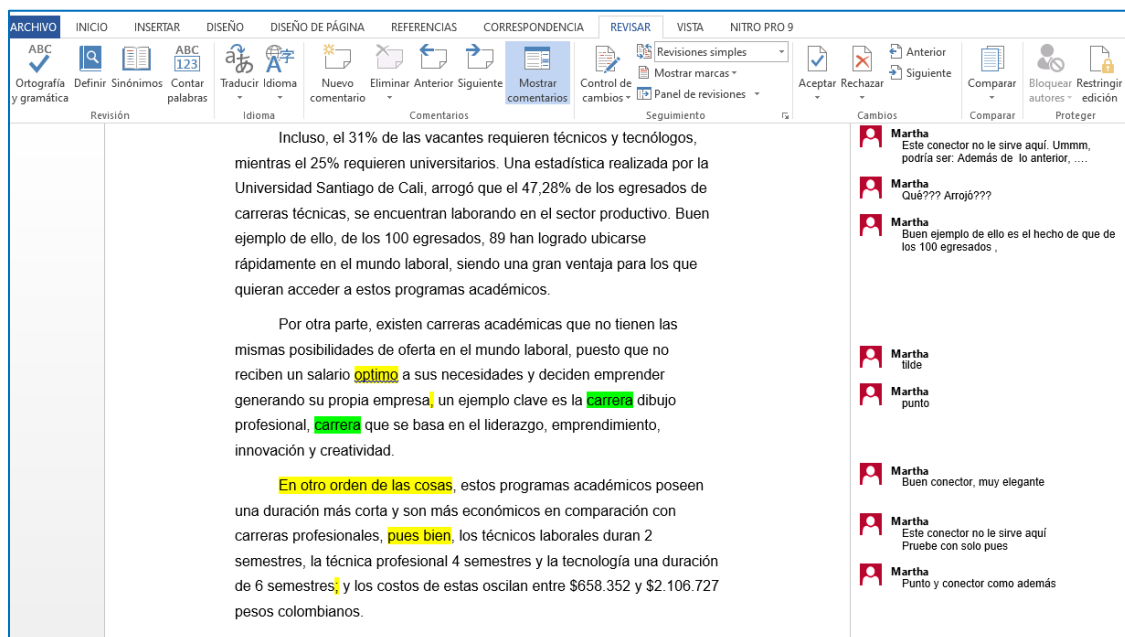 ARCHIVO INICIO INSERTAR DISEÑO DISEÑO DE PÁGINA REFERENCIAS CORRESPONDENCIA REVISAR VISTA NITRO PRO 9
ABC
Ortografía y gramática
Definir
Sinónimos
ABC
123
Contar palabras
Revisión
Traducir
Idioma
Idioma
Nuevo comentario
Eliminar
Anterior
Siguiente
Mostrar comentarios
Comentarios
Control de cambios
Revisiones simples
Mostrar marcas
Panel de revisiones
Seguimiento
Aceptar
Rechazar
Anterior
Siguiente
Cambios
Comparar
Comparar
Bloquear autores
Restringir edición
Proteger
Incluso, el 31% de las vacantes requieren técnicos y tecnólogos,
mientras el 25% requieren universitarios. Una estadística realizada por la
Universidad Santiago de Cali, arrogó que el 47,28% de los egresados de
carreras técnicas, se encuentran laborando en el sector productivo. Buen
ejemplo de ello, de los 100 egresados, 89 han logrado ubicarse
rápidamente en el mundo laboral, siendo una gran ventaja para los que
quieran acceder a estos programas académicos.
Por otra parte, existen carreras académicas que no tienen las
mismas posibilidades de oferta en el mundo laboral, puesto que no
reciben un salario optimo a sus necesidades y deciden emprender
generando su propia empresa, un ejemplo clave es la carrera dibujo
profesional, carrera que se basa en el liderazgo, emprendimiento,
innovación y creatividad.
En otro orden de las cosas, estos programas académicos poseen
una duración más corta y son más económicos en comparación con
carreras profesionales, pues bien, los técnicos laborales duran 2
semestres, la técnica profesional 4 semestres y la tecnología una duración
de 6 semestres; y los costos de estas oscilan entre $658.352 y $2.106.727
pesos colombianos.
Martha
Este conector no le sirve aquí. Ummm,
podría ser: Además de lo anterior, ….
Martha
Qué??? Arrojó???
Martha
Buen ejemplo de ello es el hecho de que de
los 100 egresados ,
Martha
tilde
Martha
punto
Martha
Buen conector, muy elegante
Martha
Este conector no le sirve aquí
Pruebe con solo pues
Martha
Punto y conector como además